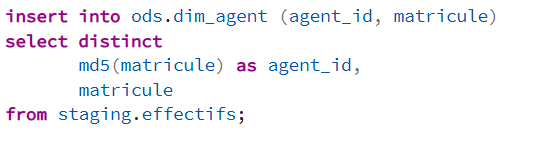 insert into ods.dim_agent (agent_id, matricule)
select distinct
md5(matricule) as agent_id,
matricule
from staging.effectifs;